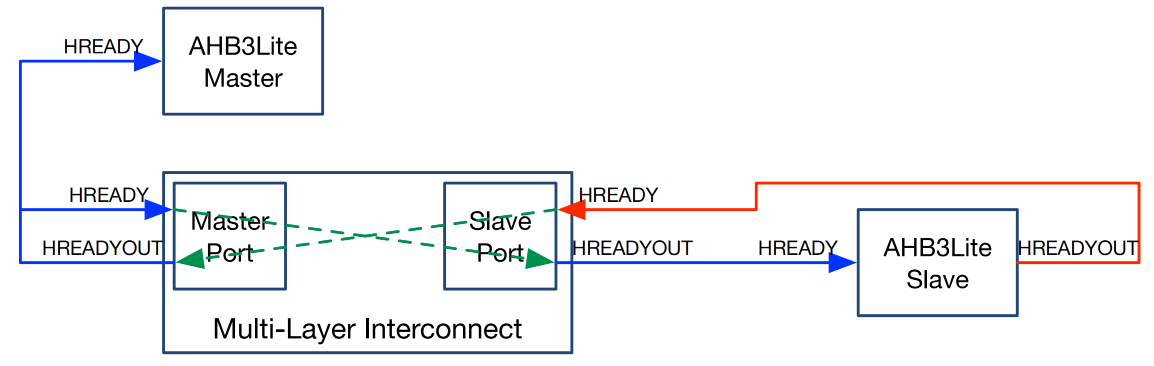 HREADY
AHB3Lite
Master
HREADY
Master
Port
HREADYOUT
Slave
Port
HREADY
HREADYOUT
HREADY
AHB3Lite
Slave
HREADYOUT
Multi-Layer Interconnect